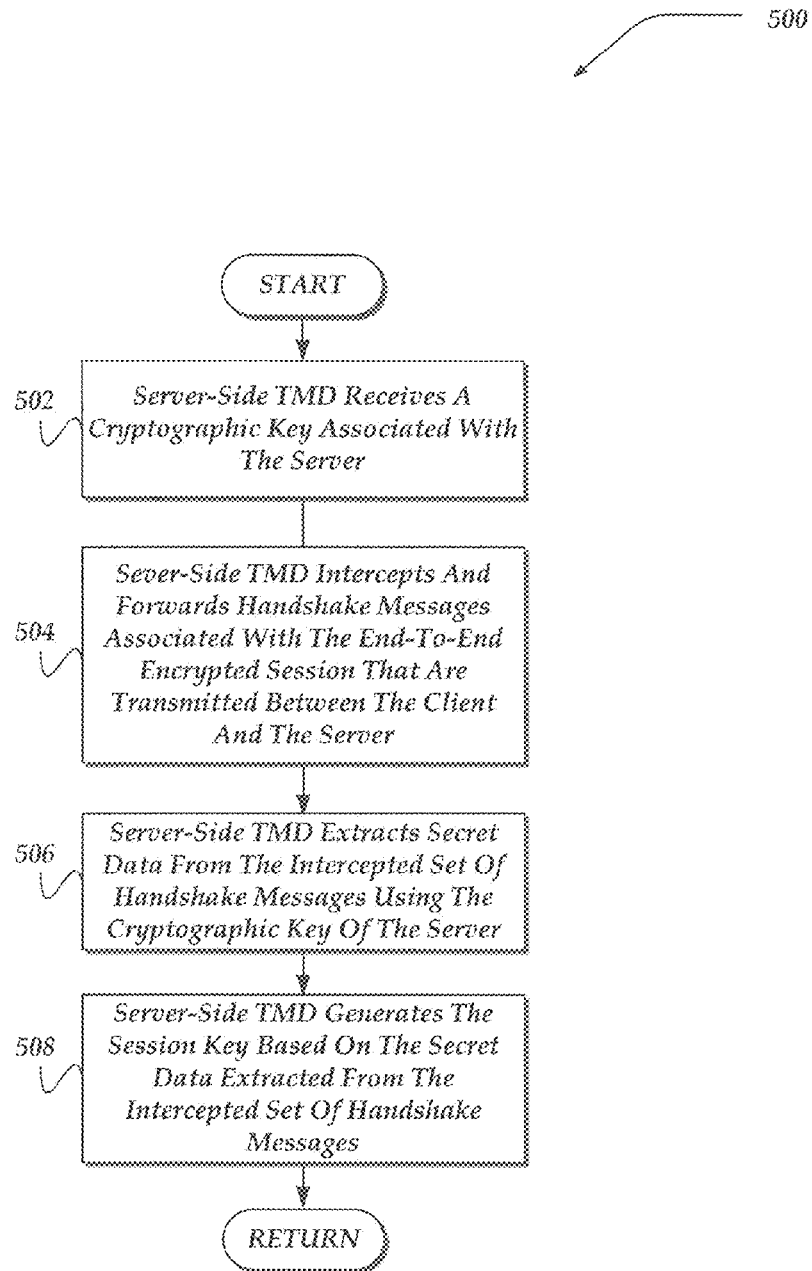 500
START
502
Server-Side TMD Receives A
Cryptographic Key Associated With
The Server
504
Sever-Side TMD Intercepts And
Forwards Handshake Messages
Associated With The End-To-End
Encrypted Session That Are
Transmitted Between The Client
And The Server
506
Server-Side TMD Extracts Secret
Data From The Intercepted Set Of
Handshake Messages Using The
Cryptographic Key Of The Server
508
Server-Side TMD Generates The
Session Key Based On The Secret
Data Extracted From The
Intercepted Set Of Handshake
Messages
RETURN